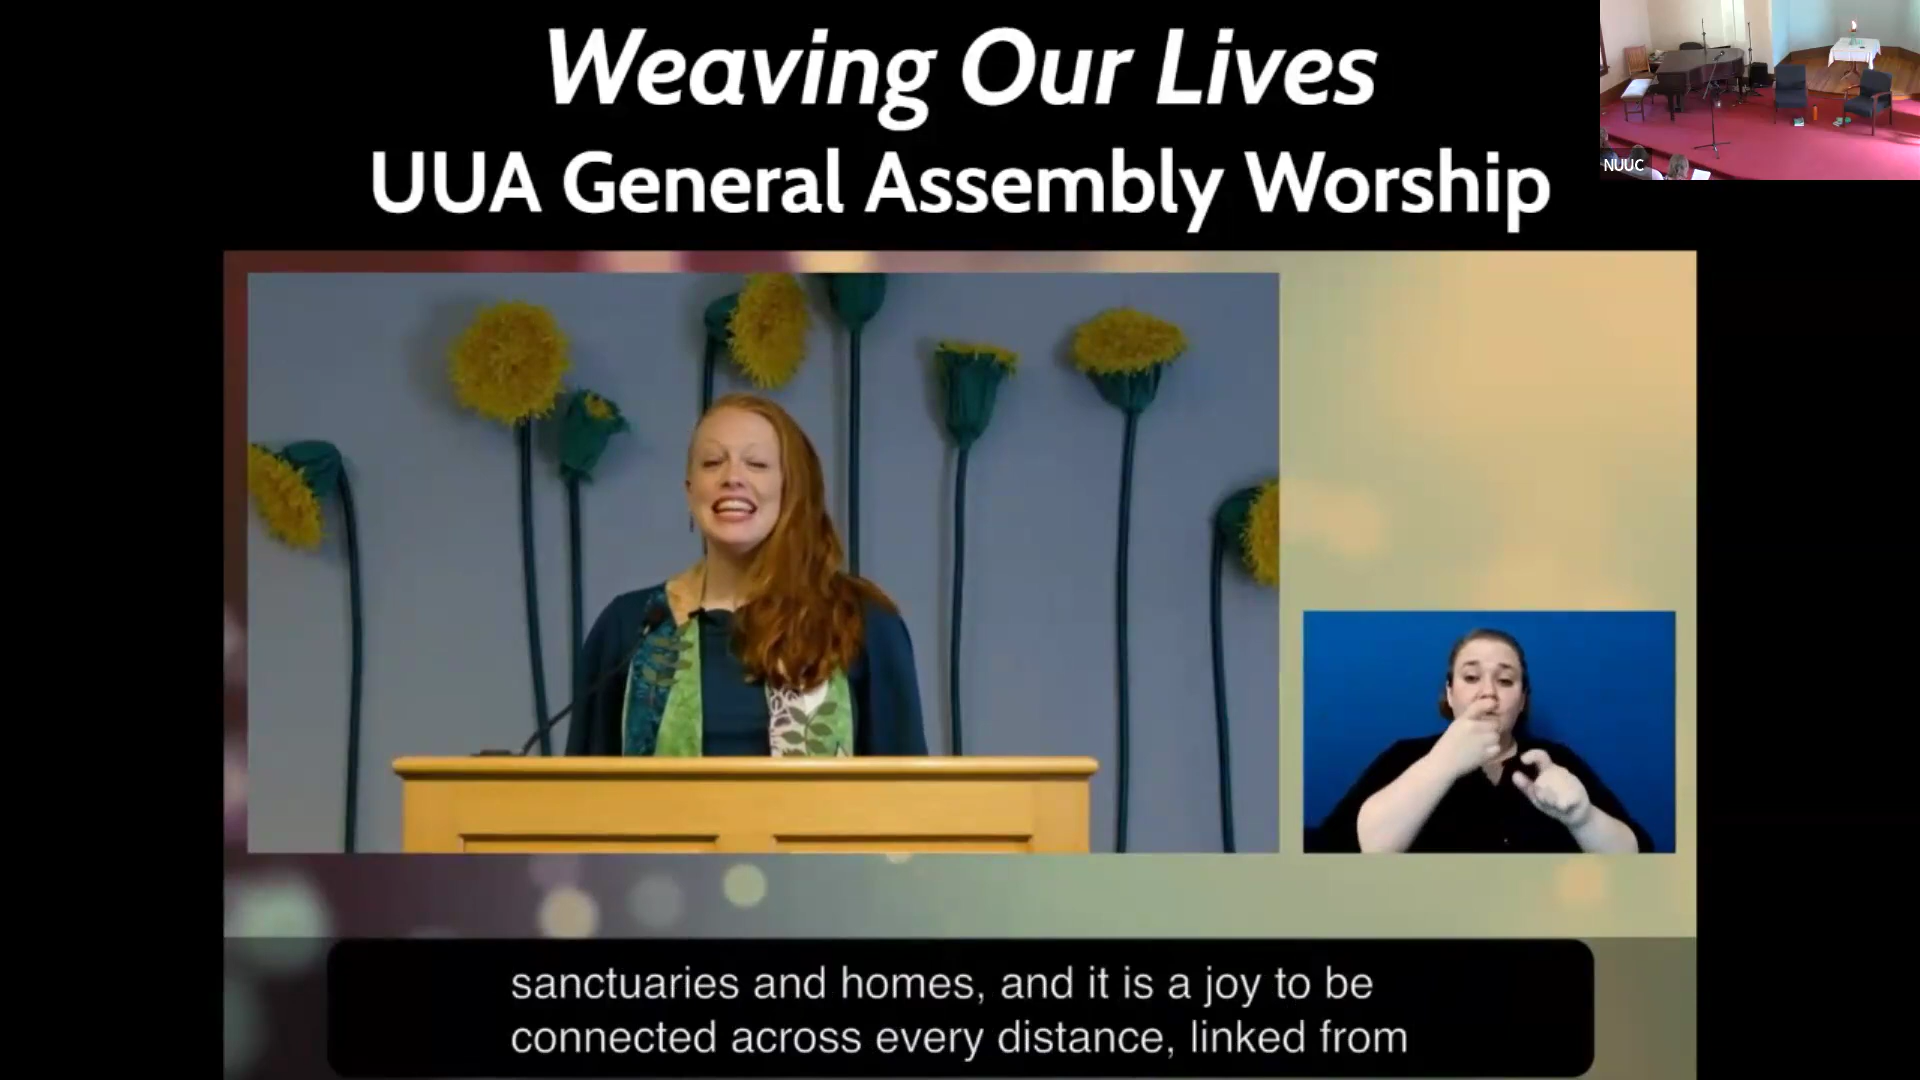 Weaving Our Lives
UUA General Assembly Worship
NUUC
sanctuaries and homes, and it is a joy to be
connected across every distance, linked from